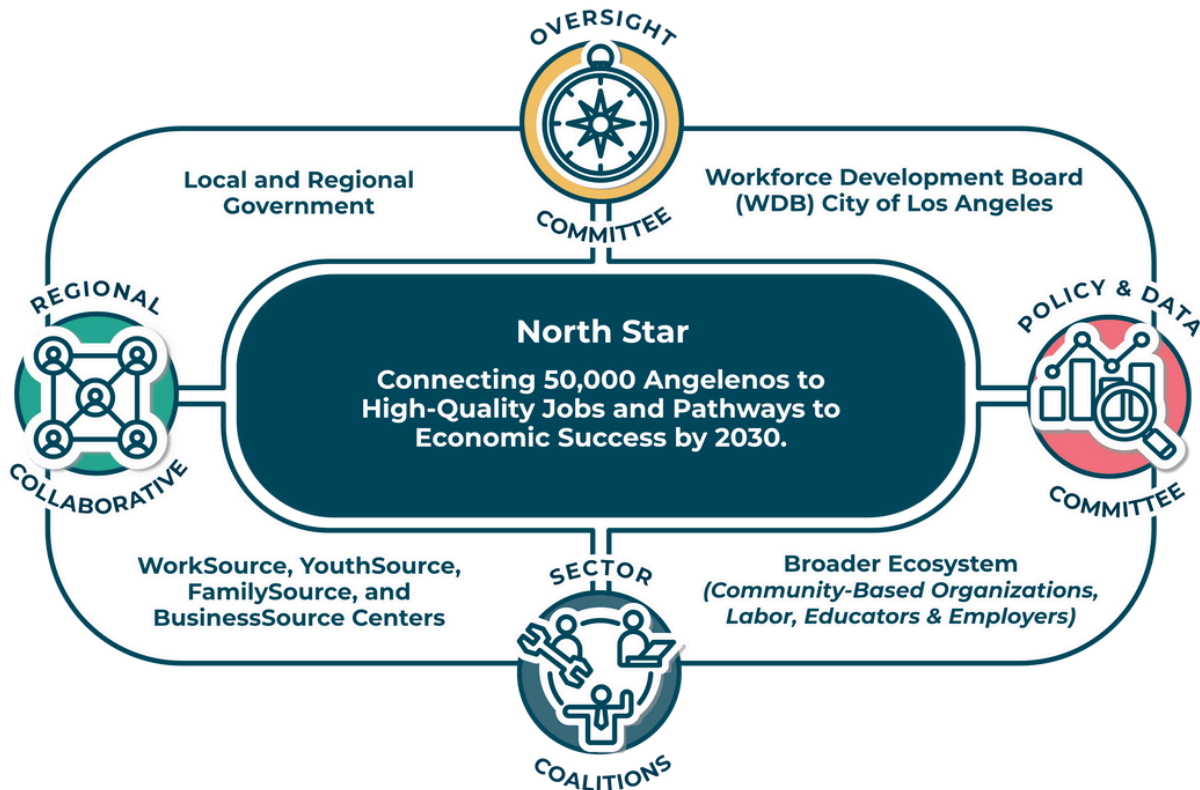 OVERSIGHT
COMMITTEE
Local and Regional
Government
Workforce Development Board
(WDB) City of Los Angeles
REGIONAL
COLLABORATIVE
North Star
Connecting 50,000 Angelenos to
High-Quality Jobs and Pathways to
Economic Success by 2030.
POLICY & DATA
COMMITTEE
WorkSource, YouthSource,
FamilySource, and
BusinessSource Centers
SECTOR
COALITIONS
Broader Ecosystem
(Community-Based Organizations,
Labor, Educators & Employers)